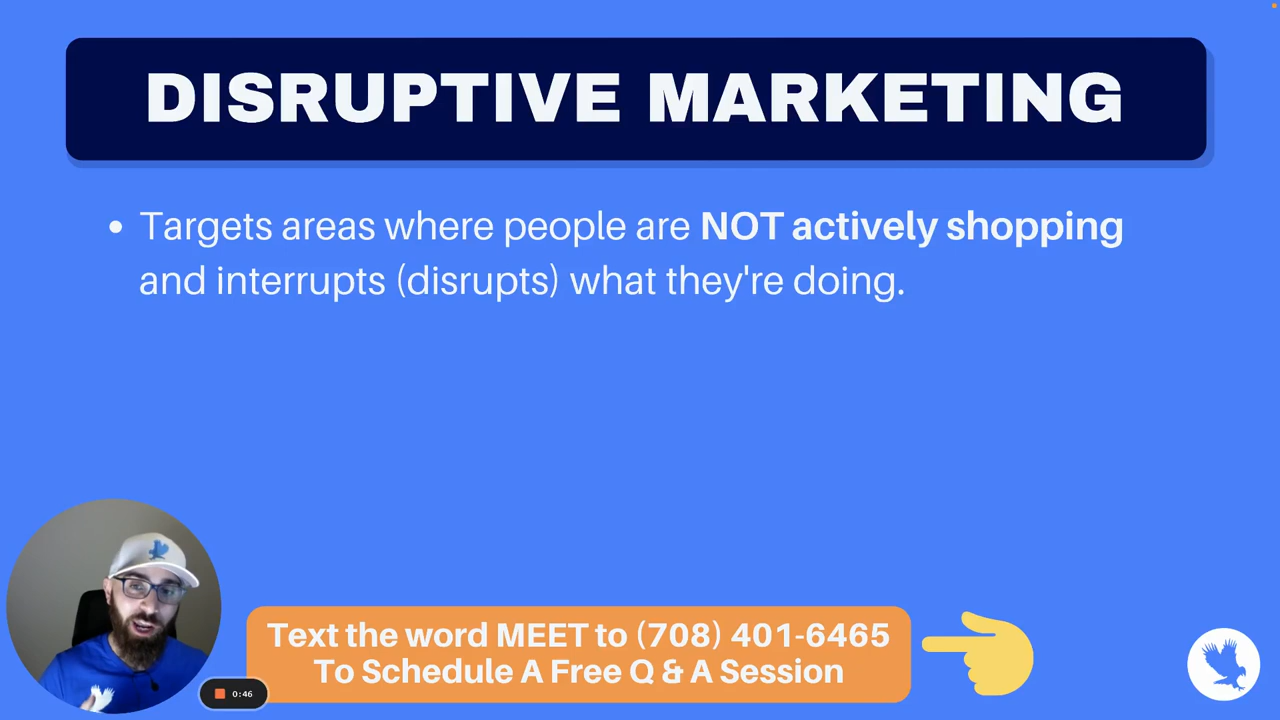 DISRUPTIVE MARKETING
• Targets areas where people are NOT actively shopping
and interrupts (disrupts) what they're doing.
Text the word MEET to (708) 401-6465
To Schedule A Free Q & A Session
0:46